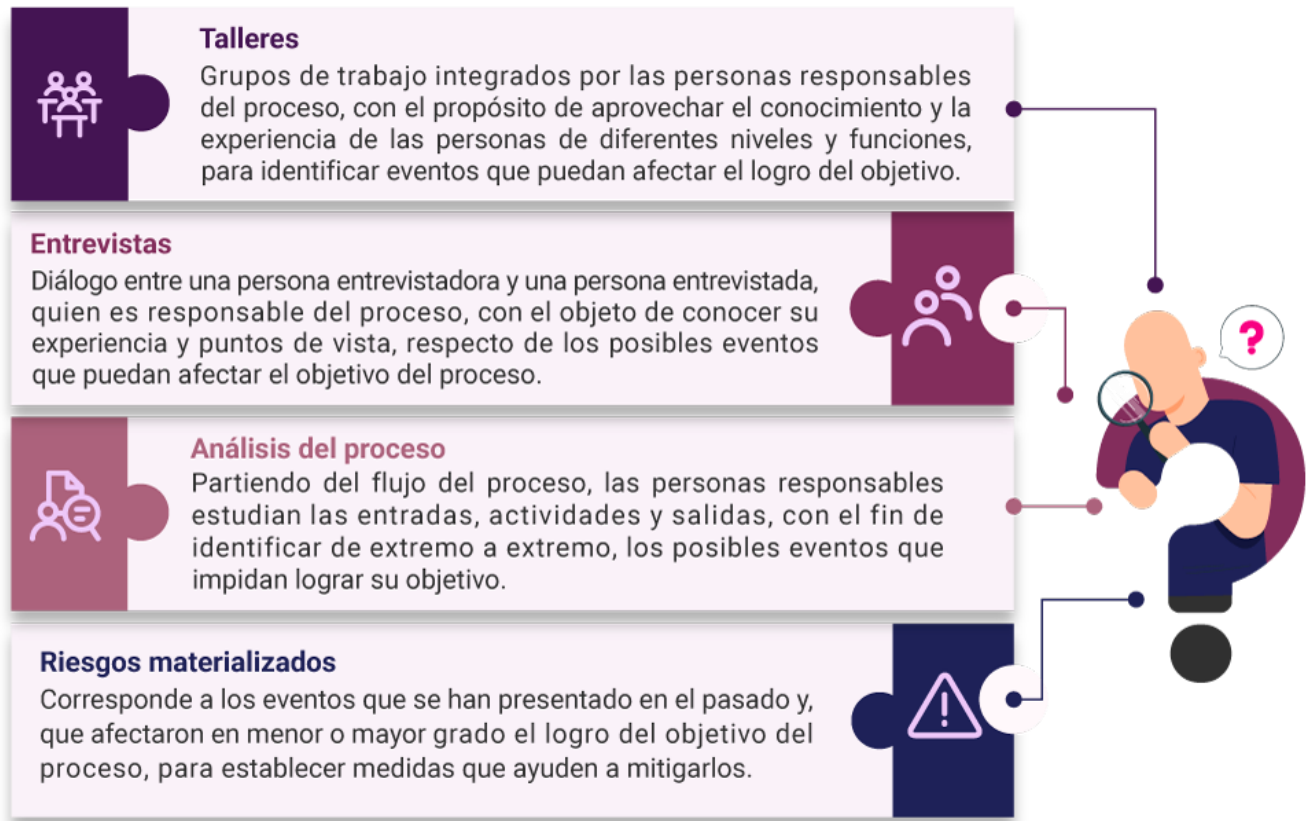 Talleres
Grupos de trabajo integrados por las personas responsables
del proceso, con el propósito de aprovechar el conocimiento y la
experiencia de las personas de diferentes niveles y funciones,
para identificar eventos que puedan afectar el logro del objetivo.
Entrevistas
Diálogo entre una persona entrevistadora y una persona entrevistada,
quien es responsable del proceso, con el objeto de conocer su
experiencia y puntos de vista, respecto de los posibles eventos
que puedan afectar el objetivo del proceso.
?
Análisis del proceso
Partiendo del flujo del proceso, las personas responsables
estudian las entradas, actividades y salidas, con el fin de
identificar de extremo a extremo, los posibles eventos que
impidan lograr su objetivo.
Riesgos materializados
Corresponde a los eventos que se han presentado en el pasado y,
que afectaron en menor o mayor grado el logro del objetivo del
proceso, para establecer medidas que ayuden a mitigarlos.